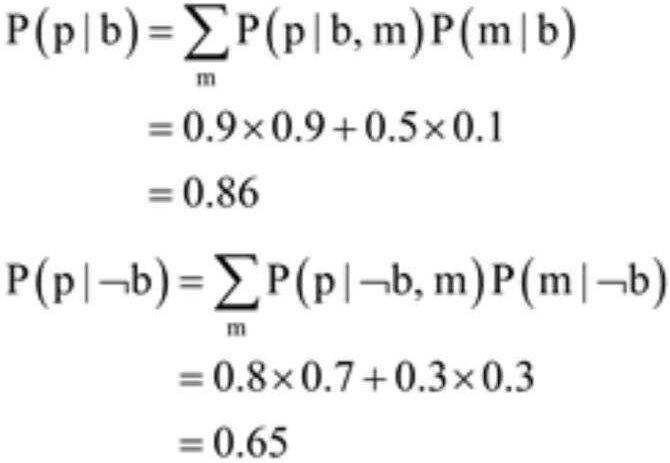 P(p|b) = ∑P(p|b, m)P(m|b)
m
= 0.9×0.9+0.5×0.1
= 0.86
P(p|¬b) = ∑P(p|¬b, m)P(m|¬b)
m
= 0.8×0.7+0.3×0.3
= 0.65